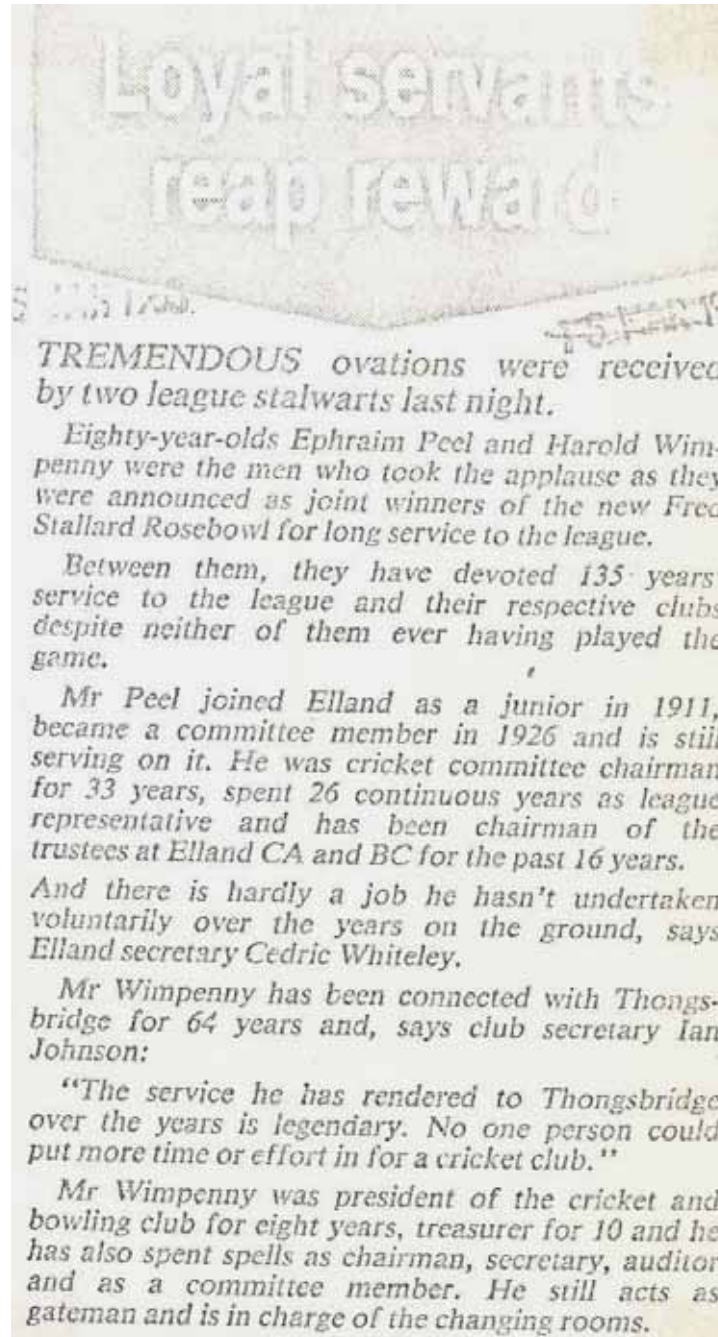 Loyal servants
reap reward
TREMENDOUS ovations were received
by two league stalwarts last night.
Eighty-year-olds Ephraim Peel and Harold Wim-
penny were the men who took the applause as they
were announced as joint winners of the new Fred
Stallard Rosebowl for long service to the league.
Between them, they have devoted 135 years'
service to the league and their respective clubs
despite neither of them ever having played the
game.
Mr Peel joined Elland as a junior in 1911,
became a committee member in 1926 and is still
serving on it. He was cricket committee chairman
for 33 years, spent 26 continuous years as league
representative and has been chairman of the
trustees at Elland CA and BC for the past 16 years.
And there is hardly a job he hasn't undertaken
voluntarily over the years on the ground, says
Elland secretary Cedric Whiteley.
Mr Wimpenny has been connected with Thongs-
bridge for 64 years and, says club secretary Ian
Johnson:
"The service he has rendered to Thongsbridge
over the years is legendary. No one person could
put more time or effort in for a cricket club."
Mr Wimpenny was president of the cricket and
bowling club for eight years, treasurer for 10 and he
has also spent spells as chairman, secretary, auditor
and as a committee member. He still acts as
gateman and is in charge of the changing rooms.